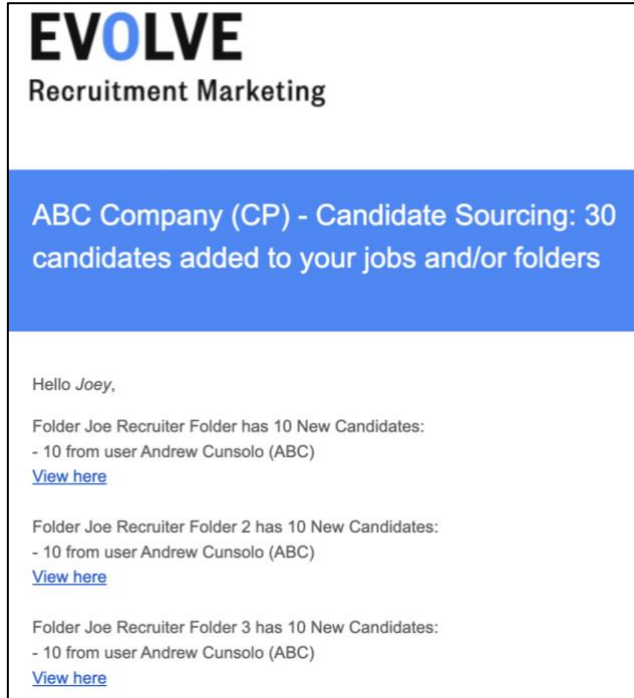 EVOLVE
Recruitment Marketing
ABC Company (CP) - Candidate Sourcing: 30
candidates added to your jobs and/or folders
Hello Joey,
Folder Joe Recruiter Folder has 10 New Candidates:
- 10 from user Andrew Cunsolo (ABC)
View here
Folder Joe Recruiter Folder 2 has 10 New Candidates:
- 10 from user Andrew Cunsolo (ABC)
View here
Folder Joe Recruiter Folder 3 has 10 New Candidates:
- 10 from user Andrew Cunsolo (ABC)
View here